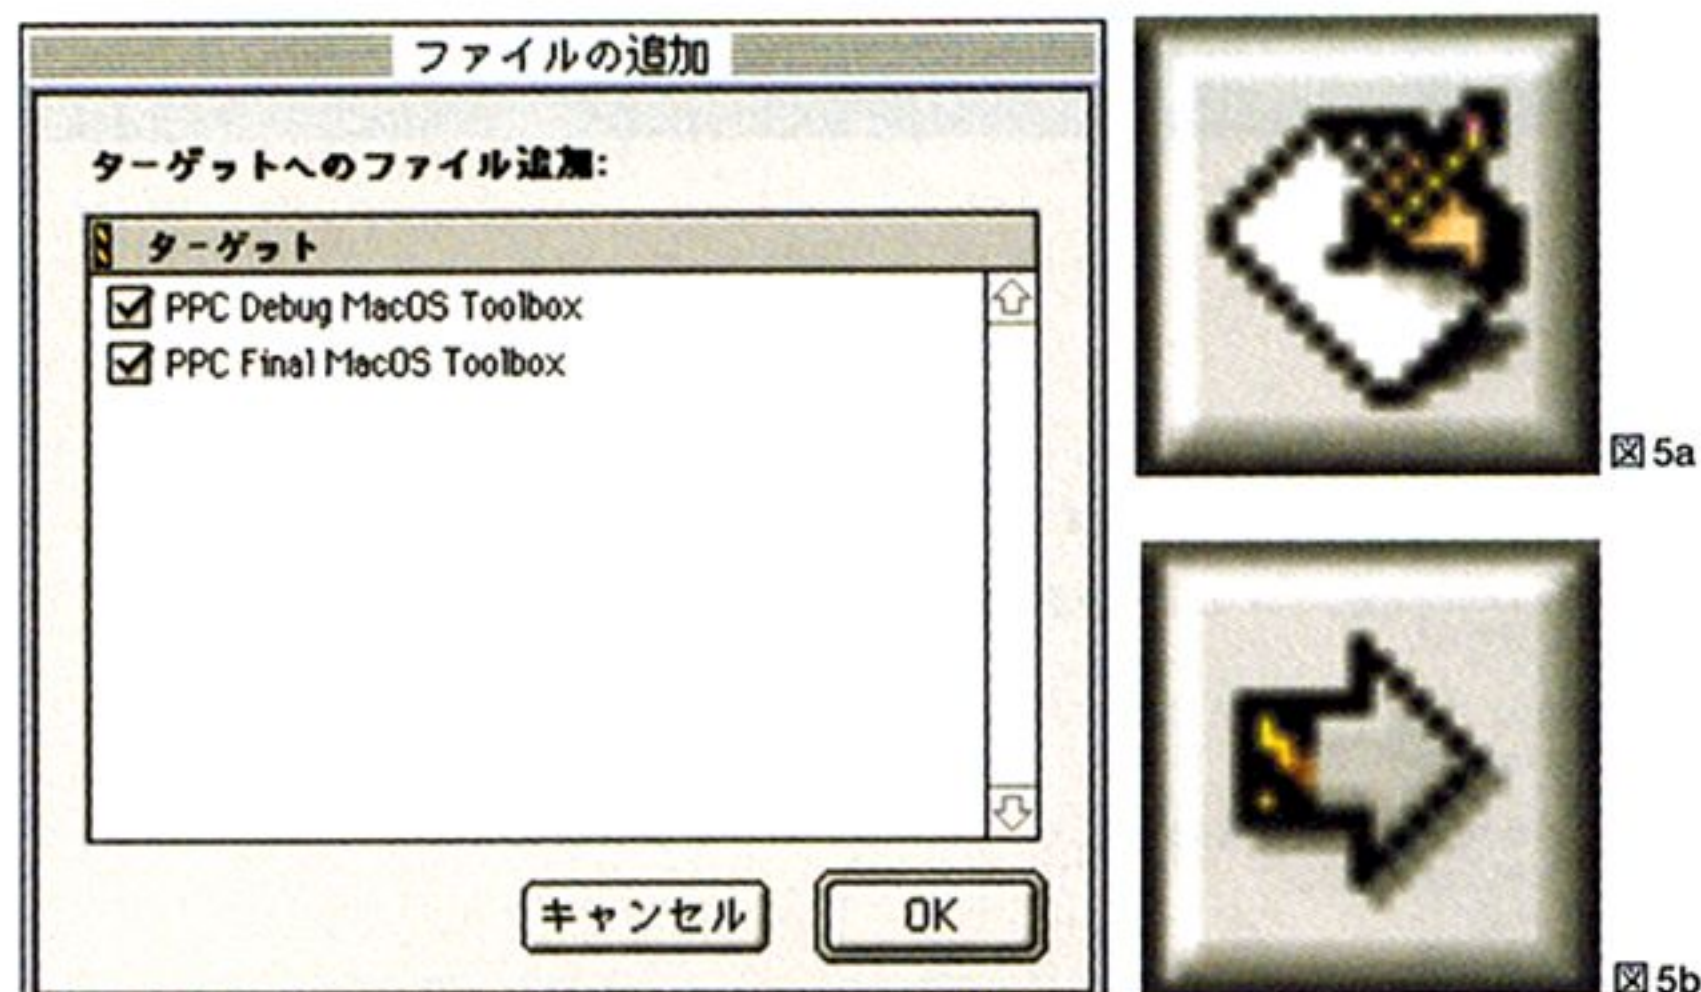 ファイルの追加
ターゲットへのファイル追加:
ターゲット
PPC Debug MacOS Toolbox
PPC Final MacOS Toolbox
キャンセル
OK
図5a
図5b